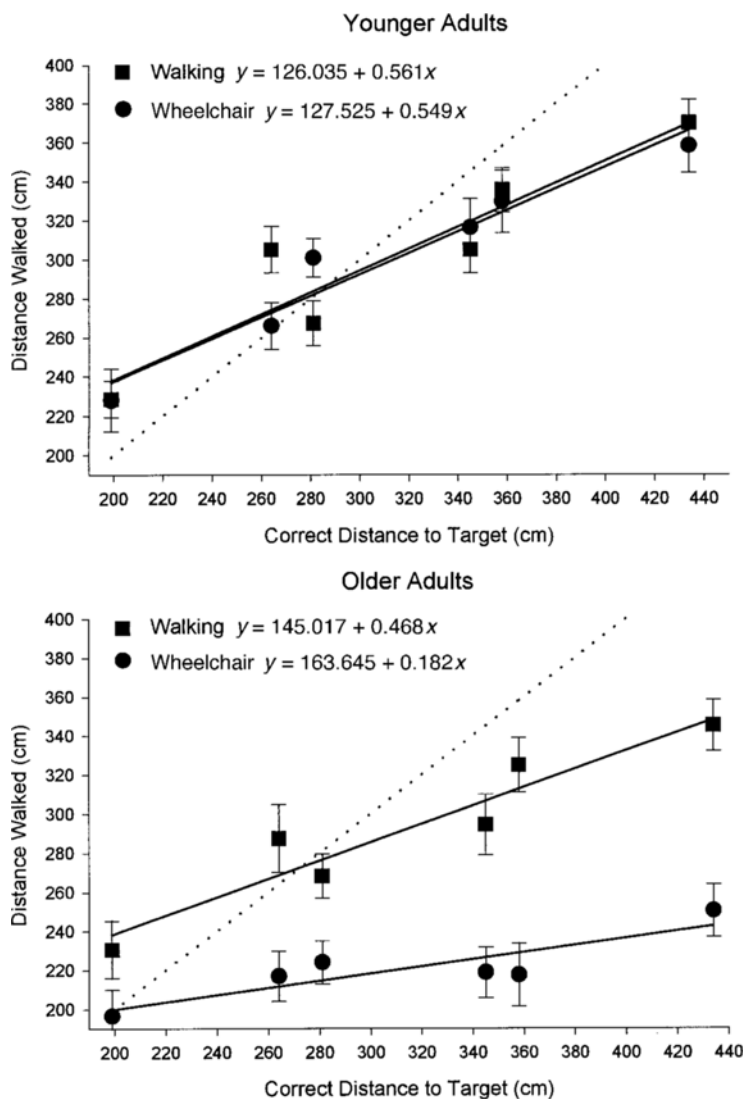 Younger Adults
400
380
360
340
320
300
280
260
240
220
200
Distance Walked (cm)
Walking y = 126.035 + 0.561x
Wheelchair y = 127.525 + 0.549x
200 220 240 260 280 300 320 340 360 380 400 420 440
Correct Distance to Target (cm)
Older Adults
400
380
360
340
320
300
280
260
240
220
200
Distance Walked (cm)
Walking y = 145.017 + 0.468x
Wheelchair y = 163.645 + 0.182x
200 220 240 260 280 300 320 340 360 380 400 420 440
Correct Distance to Target (cm)